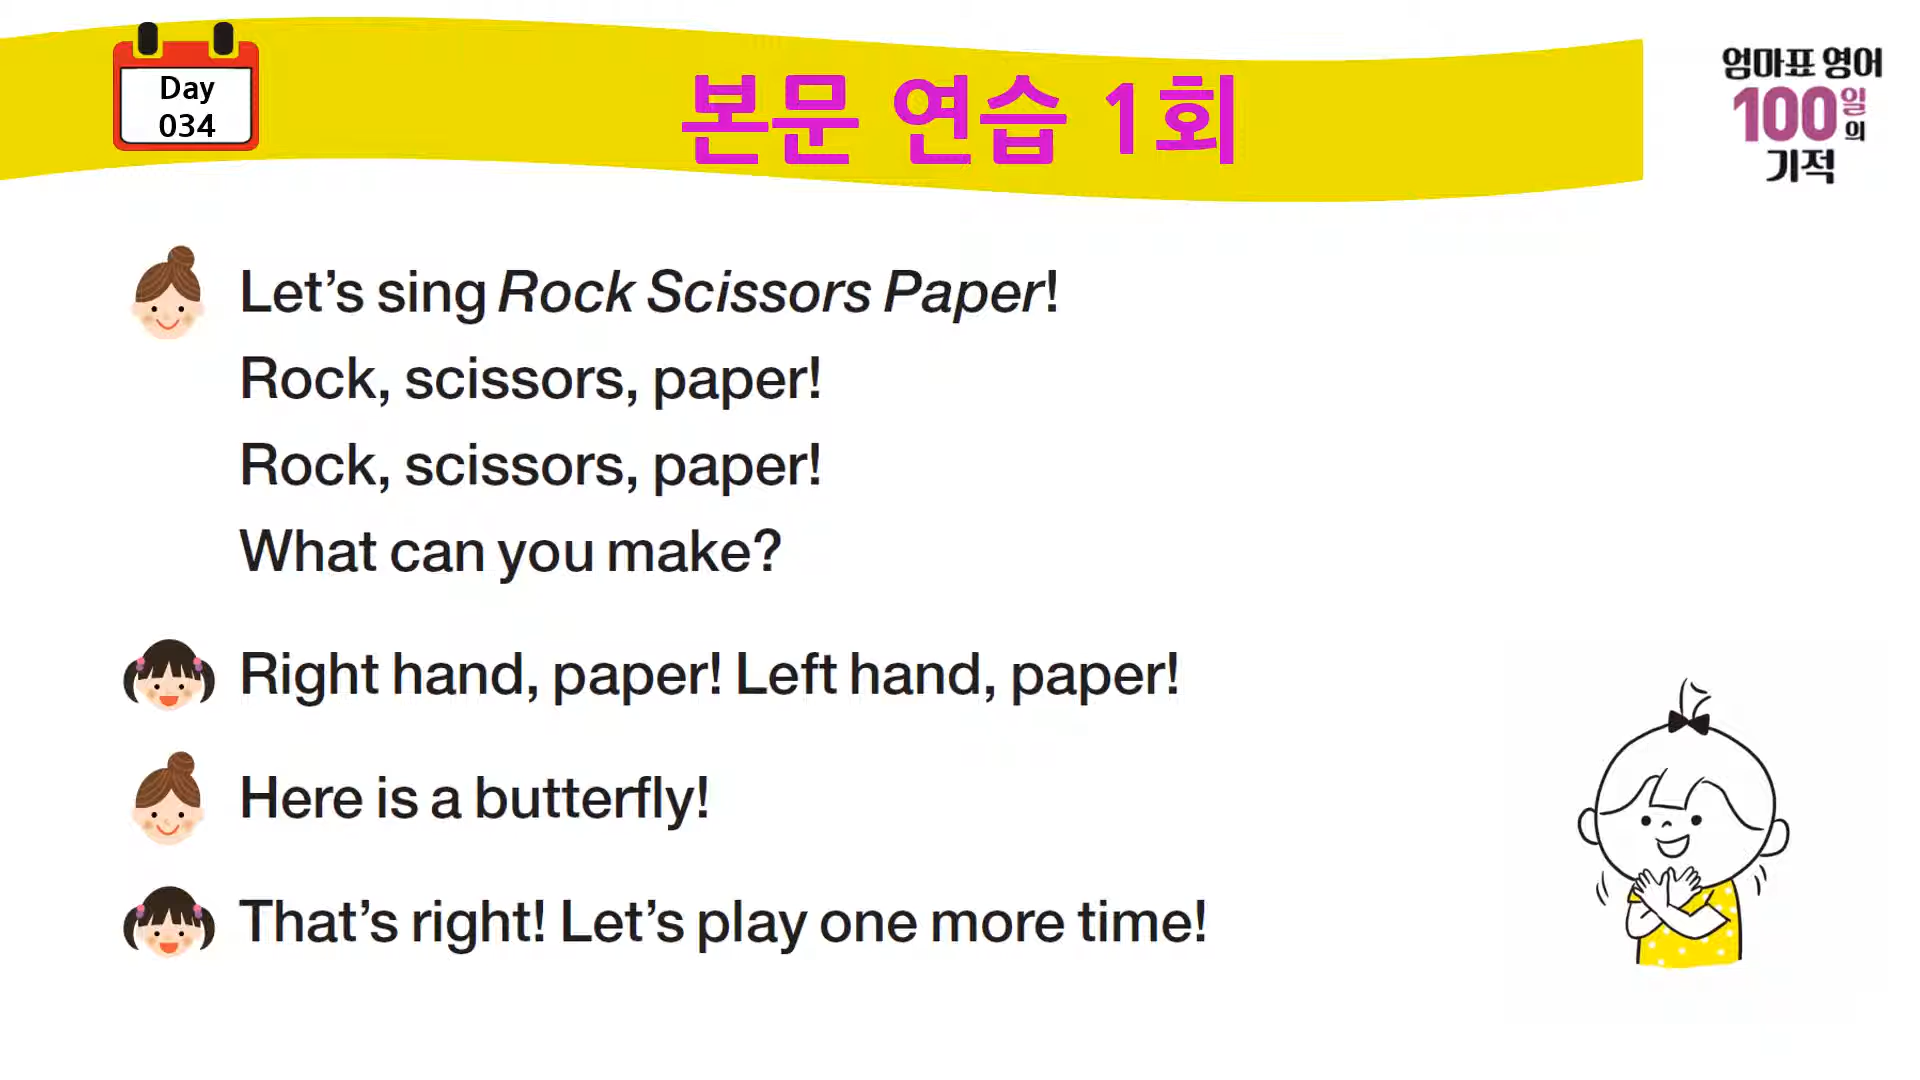 Day
034
본문 연습 1회
엄마표 영어
100일의
기적
Let's sing Rock Scissors Paper!
Rock, scissors, paper!
Rock, scissors, paper!
What can you make?
Right hand, paper! Left hand, paper!
Here is a butterfly!
That's right! Let's play one more time!